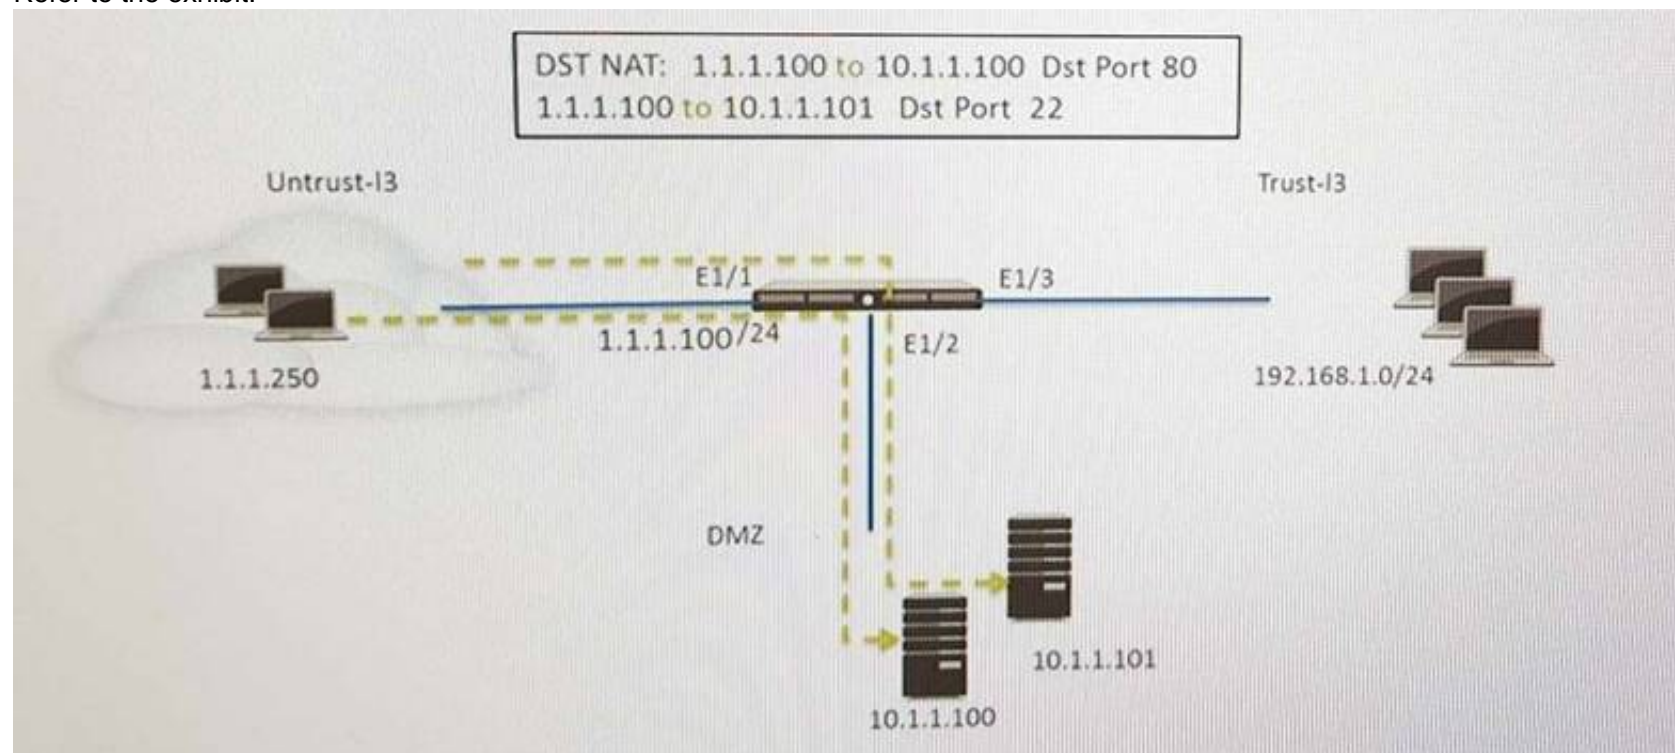 Refer to the exhibit.
DST NAT: 1.1.1.100 to 10.1.1.100 Dst Port 80
1.1.1.100 to 10.1.1.101 Dst Port 22
Untrust-l3
Trust-l3
E1/1
E1/3
1.1.1.100/24
E1/2
1.1.1.250
192.168.1.0/24
DMZ
10.1.1.101
10.1.1.100